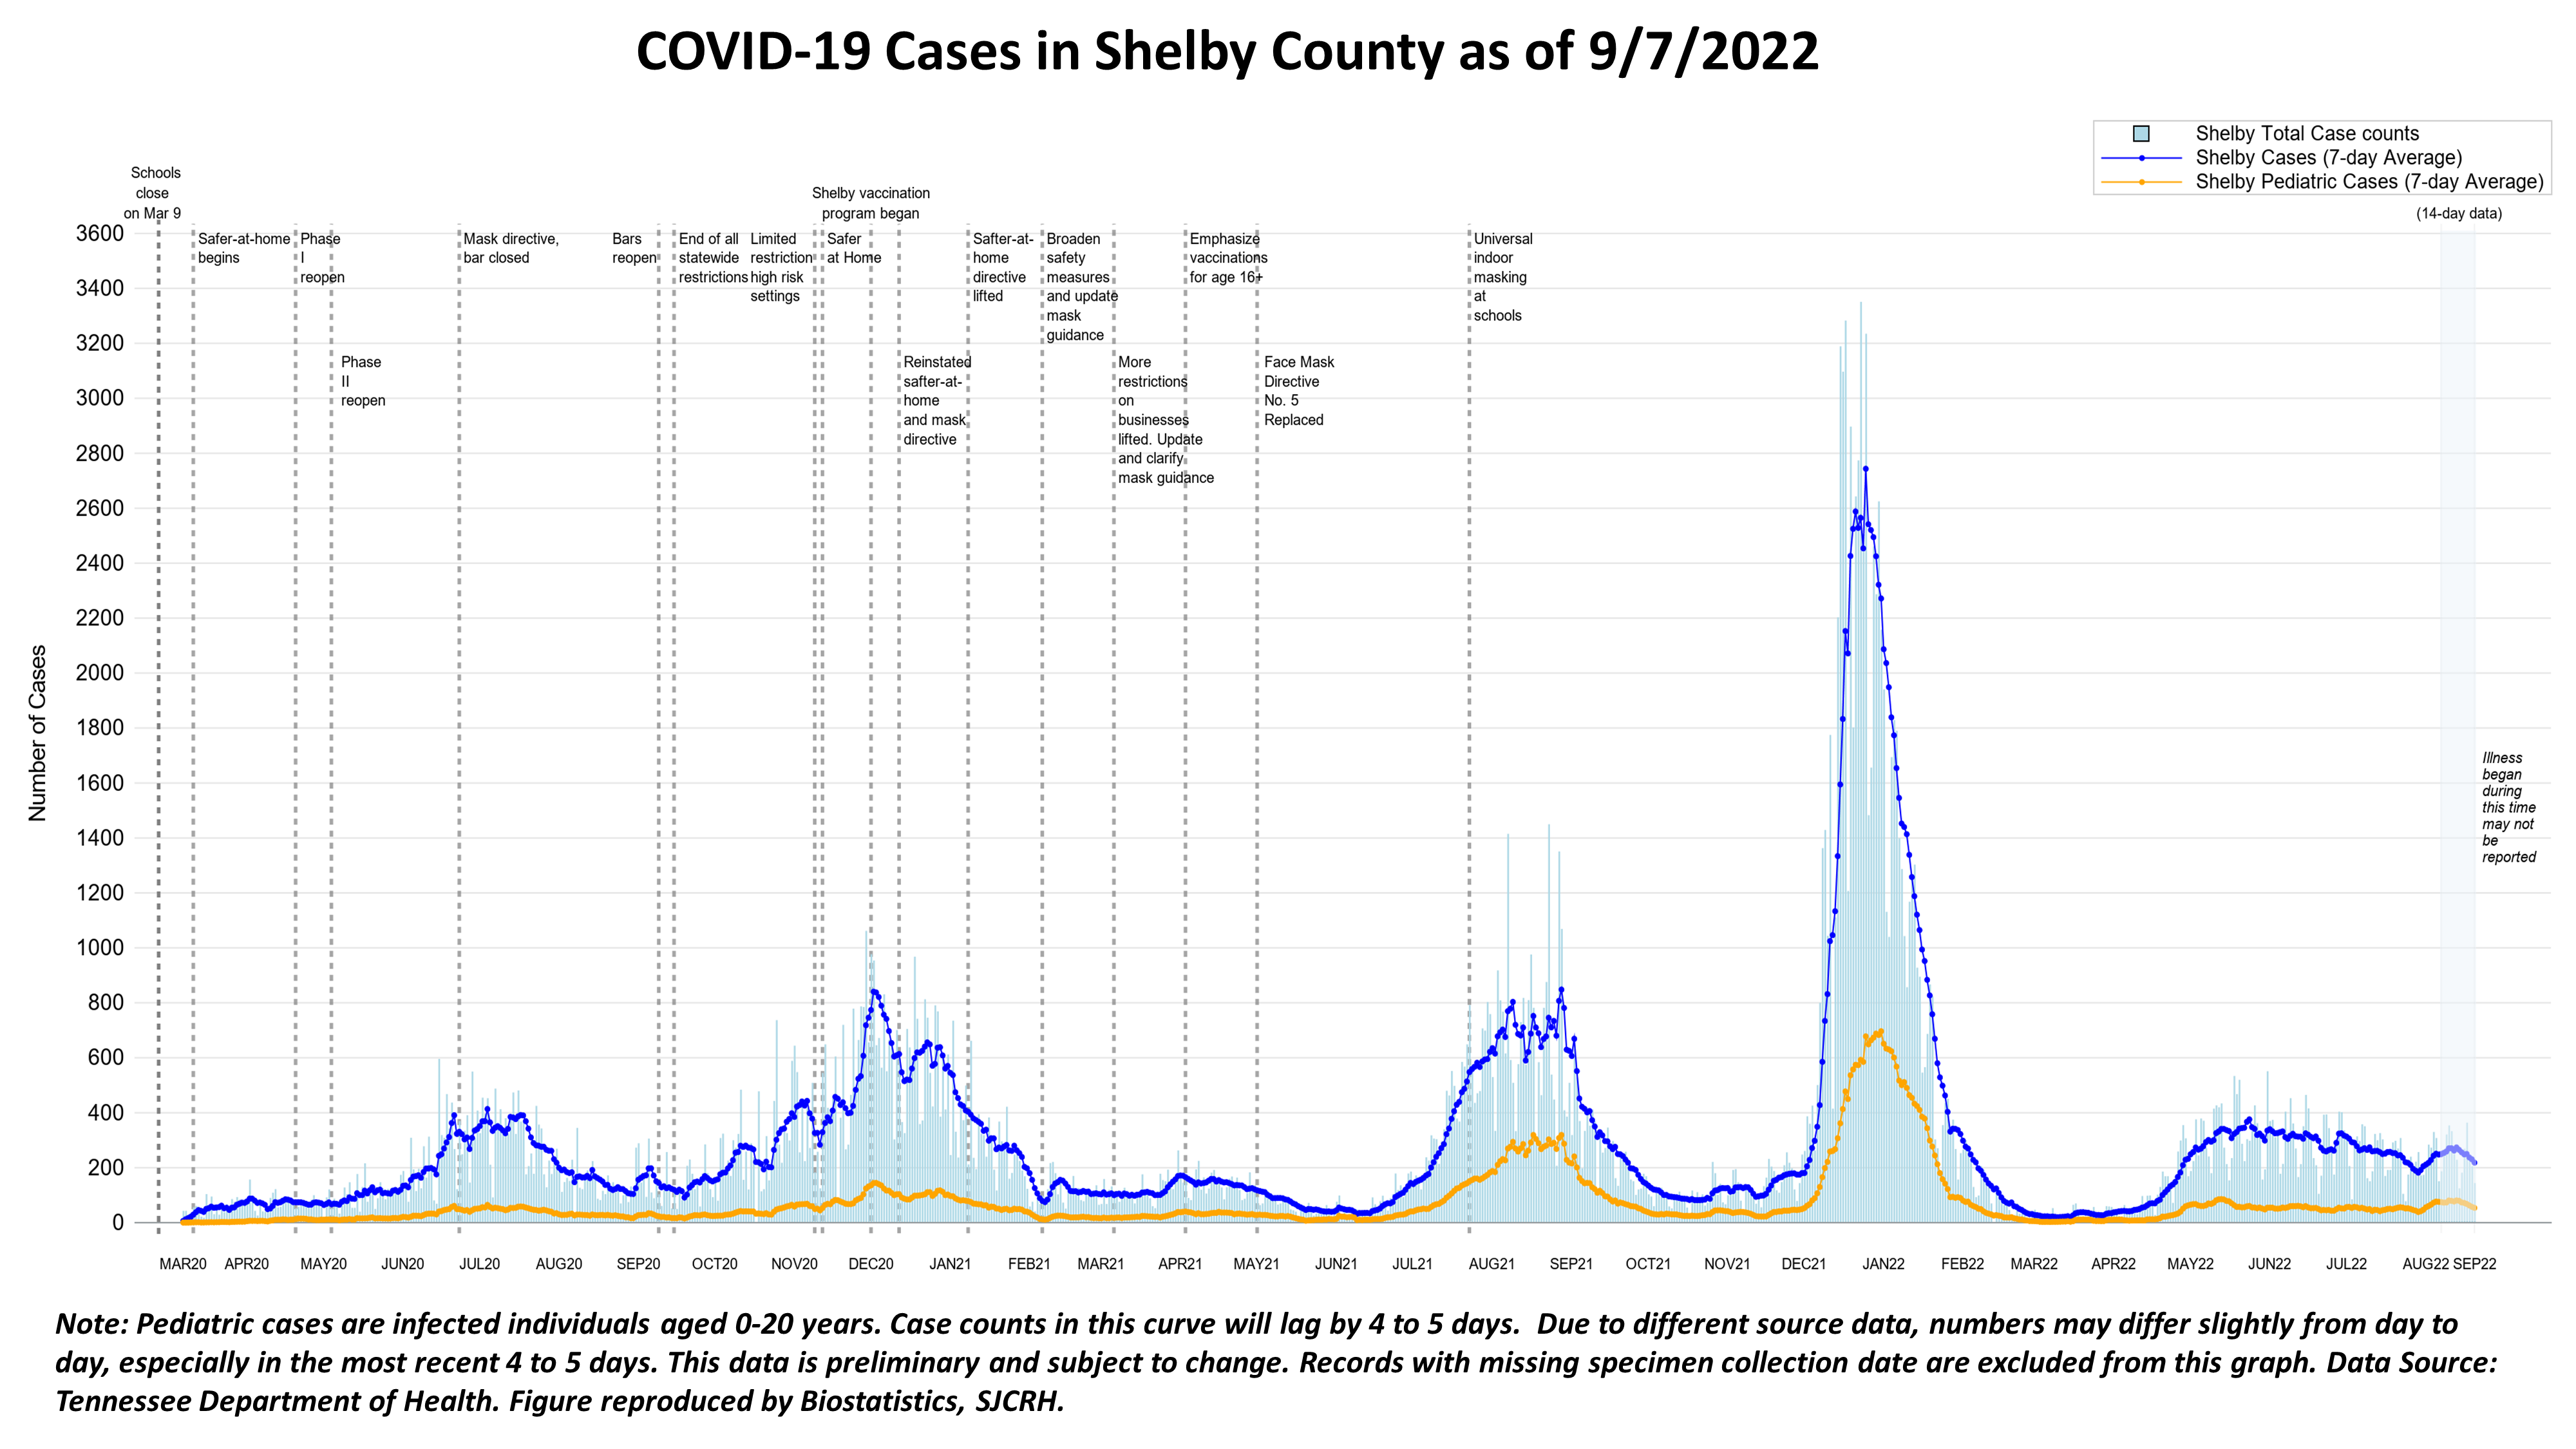 COVID-19 Cases in Shelby County as of 9/7/2022
Shelby Total Case counts
Shelby Cases (7-day Average)
Shelby Pediatric Cases (7-day Average)
Schools
close
on Mar 9
Safer-at-home
begins
Phase
I
reopen
Phase
II
reopen
Mask directive,
bar closed
Bars
reopen
End of all
statewide
restrictions
Limited
restriction
high risk
settings
Shelby vaccination
program began
Safer
at Home
Reinstated
safter-at-
home
and mask
directive
Safter-at-
home
directive
lifted
Broaden
safety
measures
and update
mask
guidance
More
restrictions
on
businesses
lifted. Update
and clarify
mask guidance
Emphasize
vaccinations
for age 16+
Face Mask
Directive
No. 5
Replaced
Universal
indoor
masking
at
schools
(14-day data)
Illness
began
during
this time
may not
be
reported
Number of Cases
3600
3400
3200
3000
2800
2600
2400
2200
2000
1800
1600
1400
1200
1000
800
600
400
200
0
MAR20 APR20 MAY20 JUN20 JUL20 AUG20 SEP20 OCT20 NOV20 DEC20 JAN21 FEB21 MAR21 APR21 MAY21 JUN21 JUL21 AUG21 SEP21 OCT21 NOV21 DEC21 JAN22 FEB22 MAR22 APR22 MAY22 JUN22 JUL22 AUG22 SEP22
Note: Pediatric cases are infected individuals aged 0-20 years. Case counts in this curve will lag by 4 to 5 days.  Due to different source data, numbers may differ slightly from day to
day, especially in the most recent 4 to 5 days. This data is preliminary and subject to change. Records with missing specimen collection date are excluded from this graph. Data Source:
Tennessee Department of Health. Figure reproduced by Biostatistics, SJCRH.